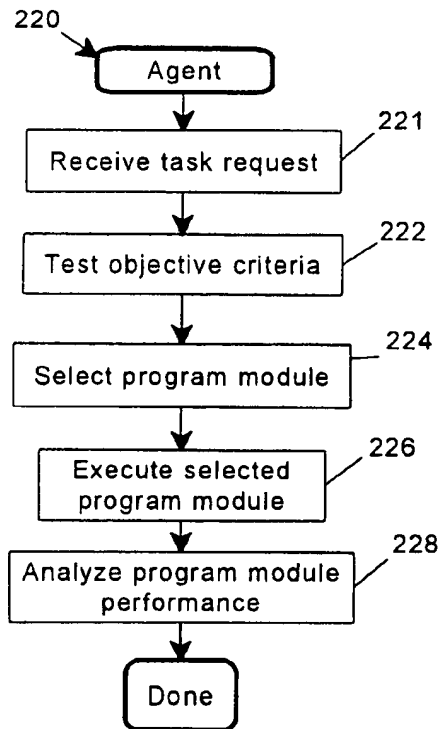 220
Agent
221
Receive task request
222
Test objective criteria
224
Select program module
226
Execute selected
program module
228
Analyze program module
performance
Done